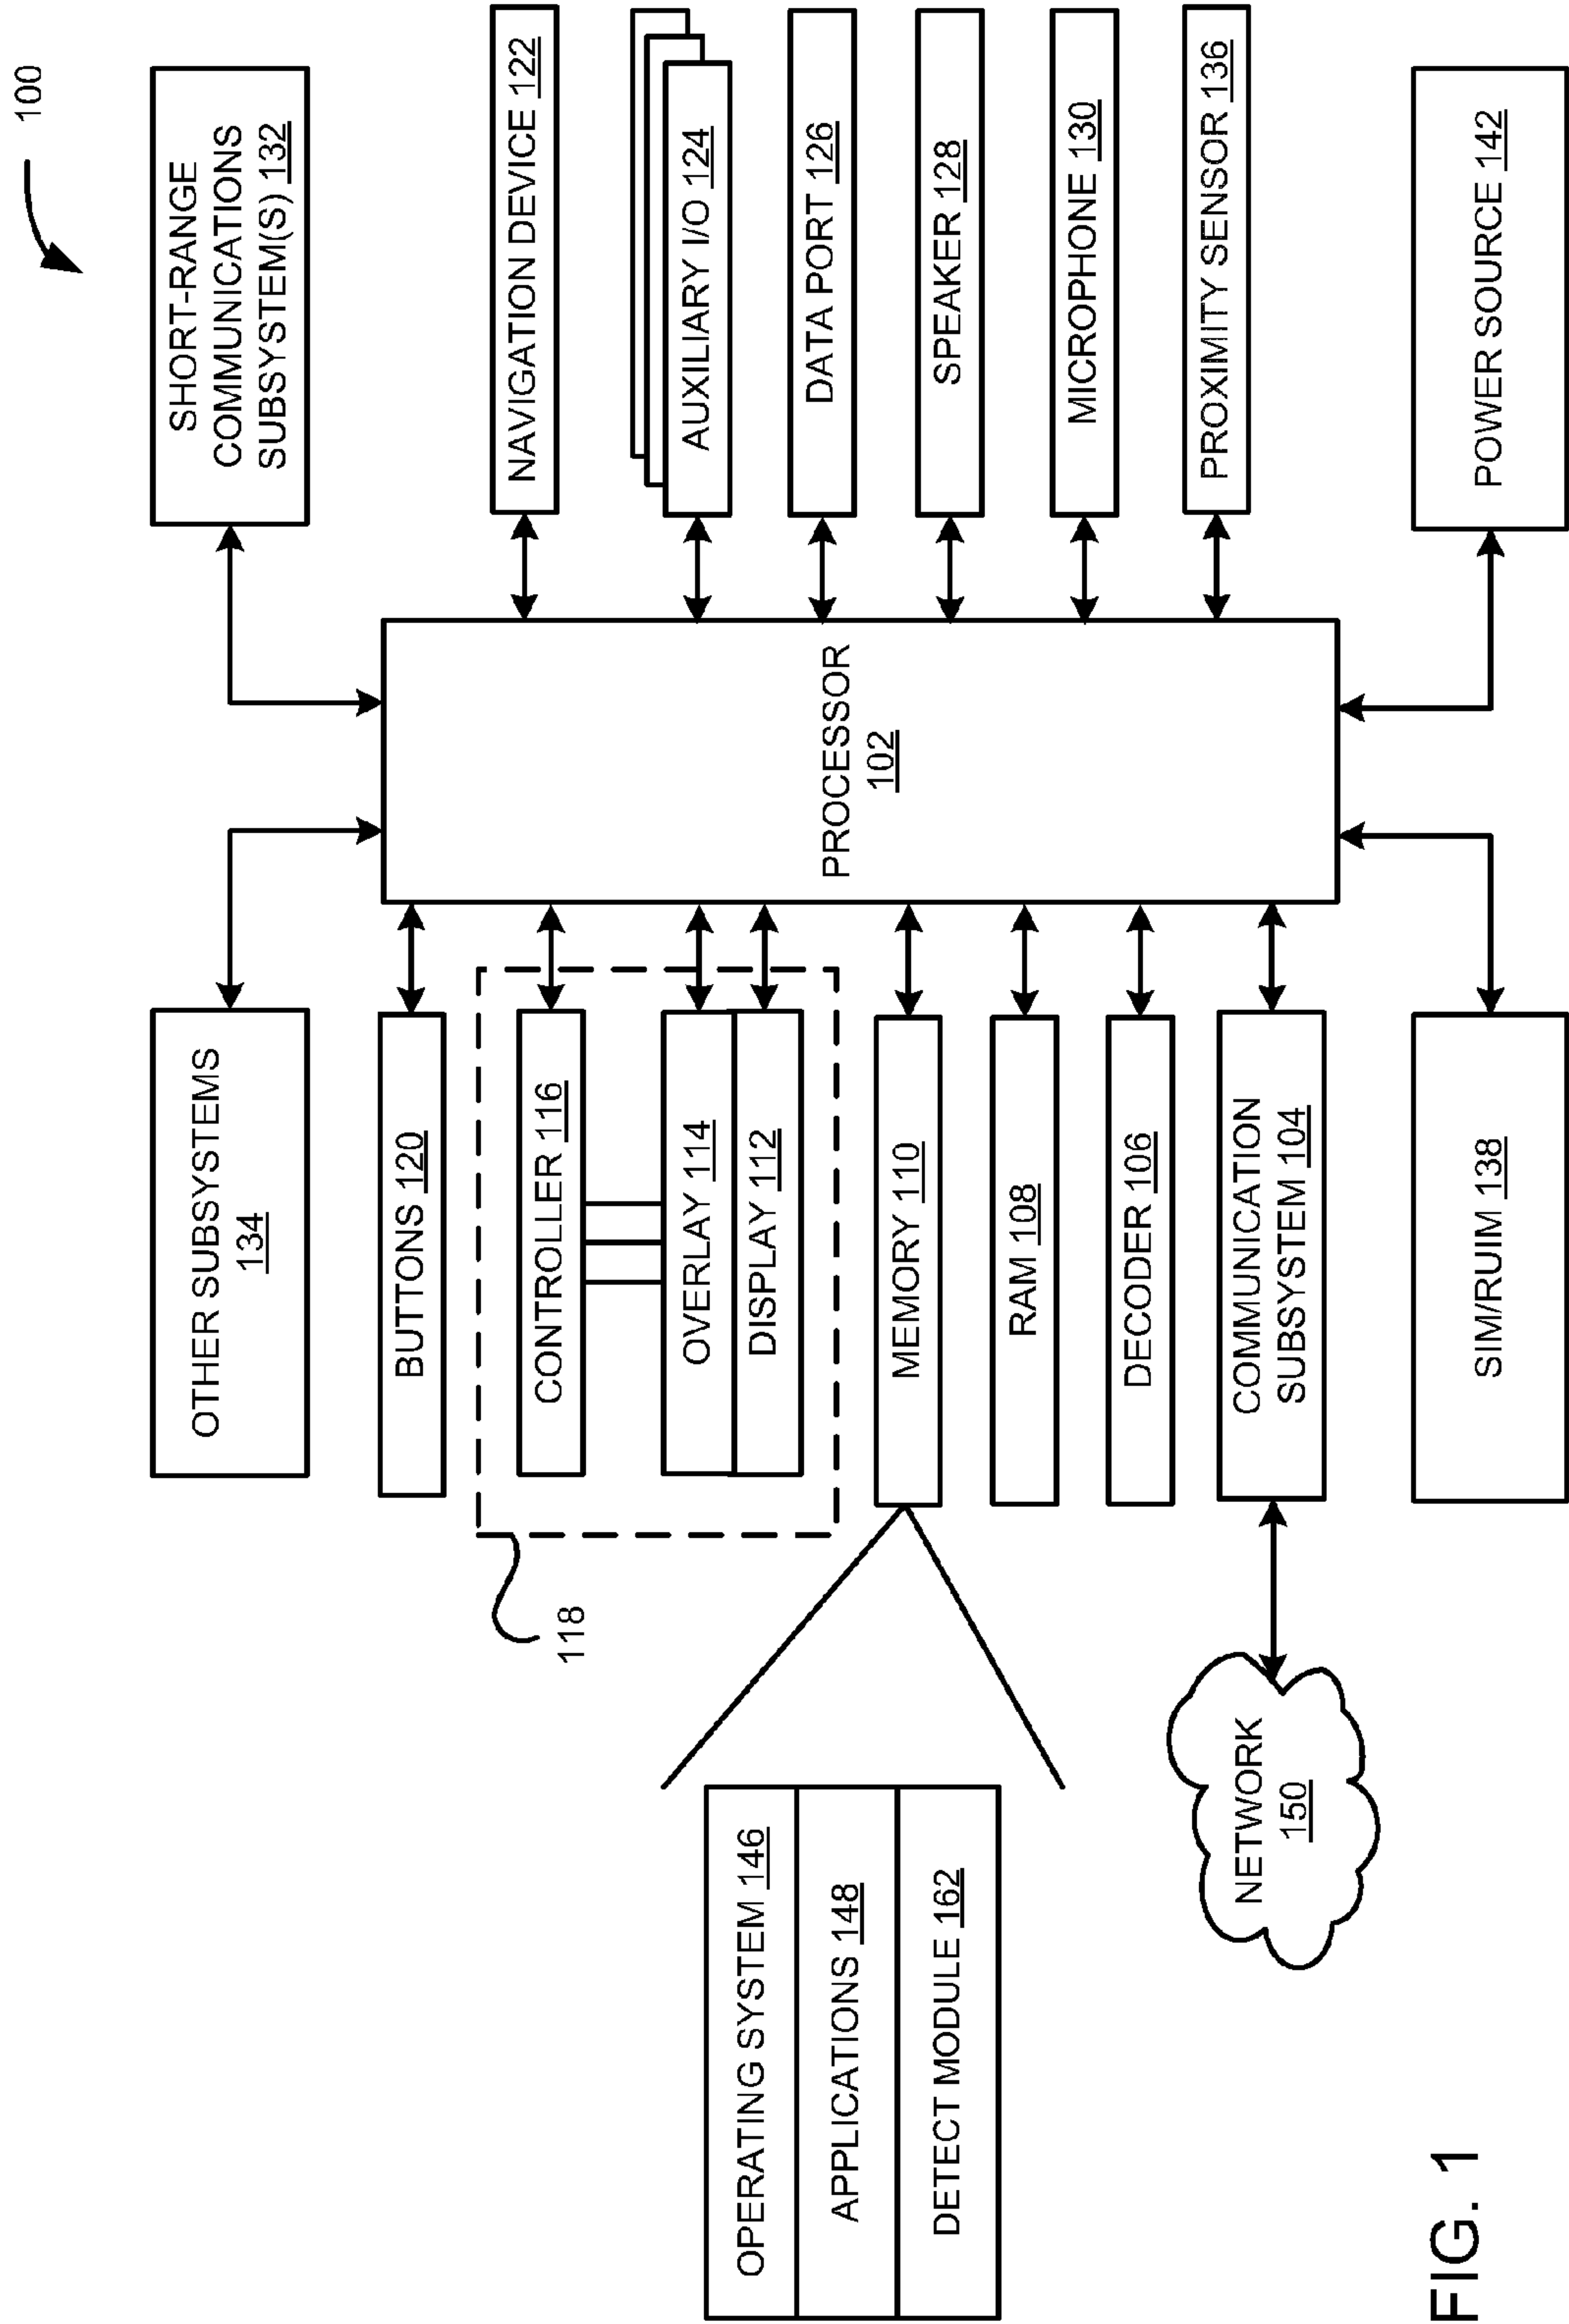 100
SHORT-RANGE
COMMUNICATIONS
SUBSYSTEM(S) 132
OTHER SUBSYSTEMS
134
BUTTONS 120
NAVIGATION DEVICE 122
CONTROLLER 116
118
AUXILIARY I/O 124
OVERLAY 114
DISPLAY 112
DATA PORT 126
PROCESSOR
102
OPERATING SYSTEM 146
APPLICATIONS 148
DETECT MODULE 162
MEMORY 110
SPEAKER 128
RAM 108
MICROPHONE 130
DECODER 106
PROXIMITY SENSOR 136
COMMUNICATION
SUBSYSTEM 104
NETWORK
150
SIM/RUIM 138
POWER SOURCE 142
FIG. 1